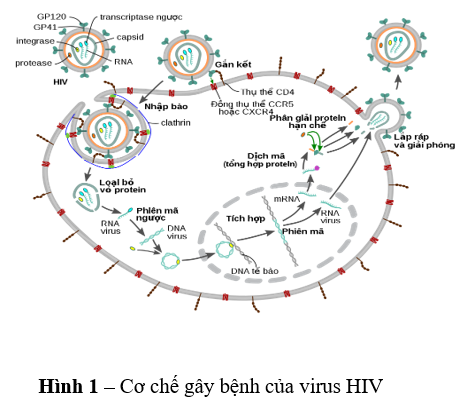 GP120
GP41
integrase
protease
HIV
transcriptase ngược
capsid
RNA
Gắn kết
Thụ thể CD4
Đồng thụ thể CCR5
hoặc CXCR4
Nhập bào
clathrin
Phân giải protein
hạn chế
Lắp ráp
và giải phóng
Dịch mã
(tổng hợp protein)
Loại bỏ
vỏ protein
Phiên mã
ngược
RNA
virus
DNA
virus
Tích hợp
mRNA
RNA
virus
Phiên mã
DNA tế bào
Hình 1 – Cơ chế gây bệnh của virus HIV